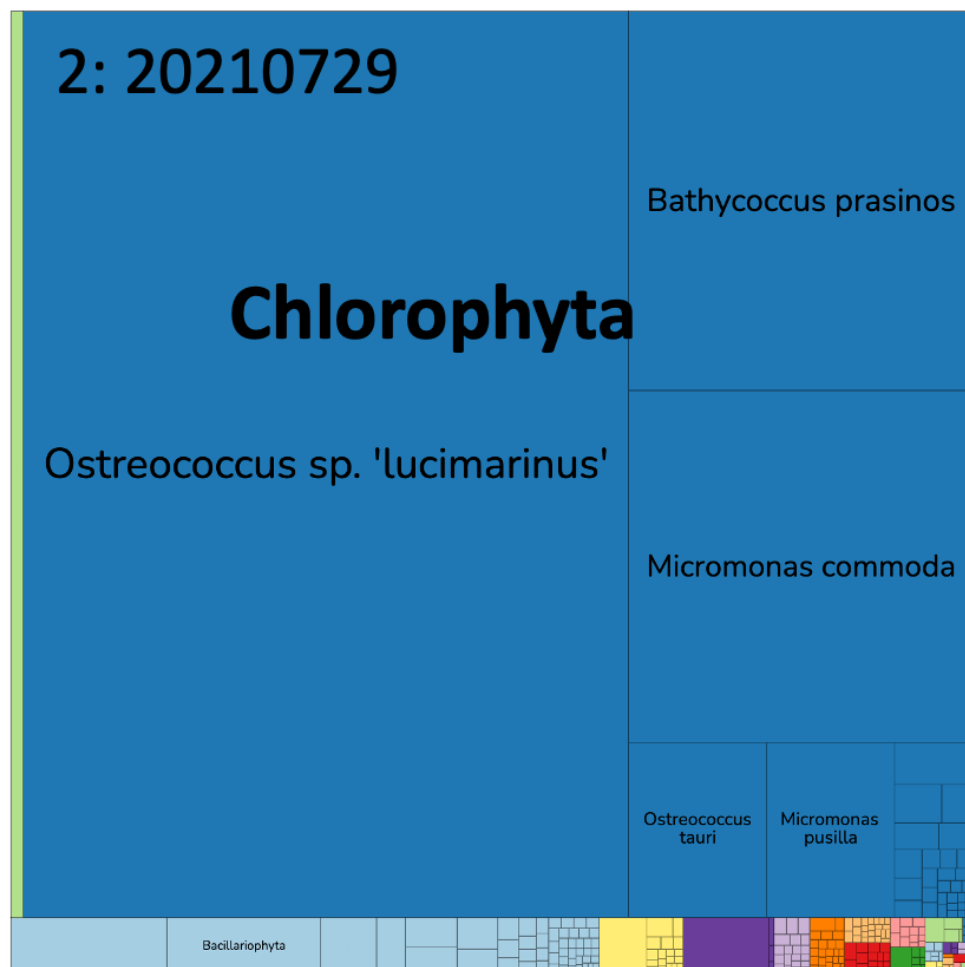 2: 20210729
Bathycoccus prasinos
Chlorophyta
Ostreococcus sp. 'lucimarinus'
Micromonas commoda
Ostreococcus
tauri
Micromonas
pusilla
Bacillariophyta